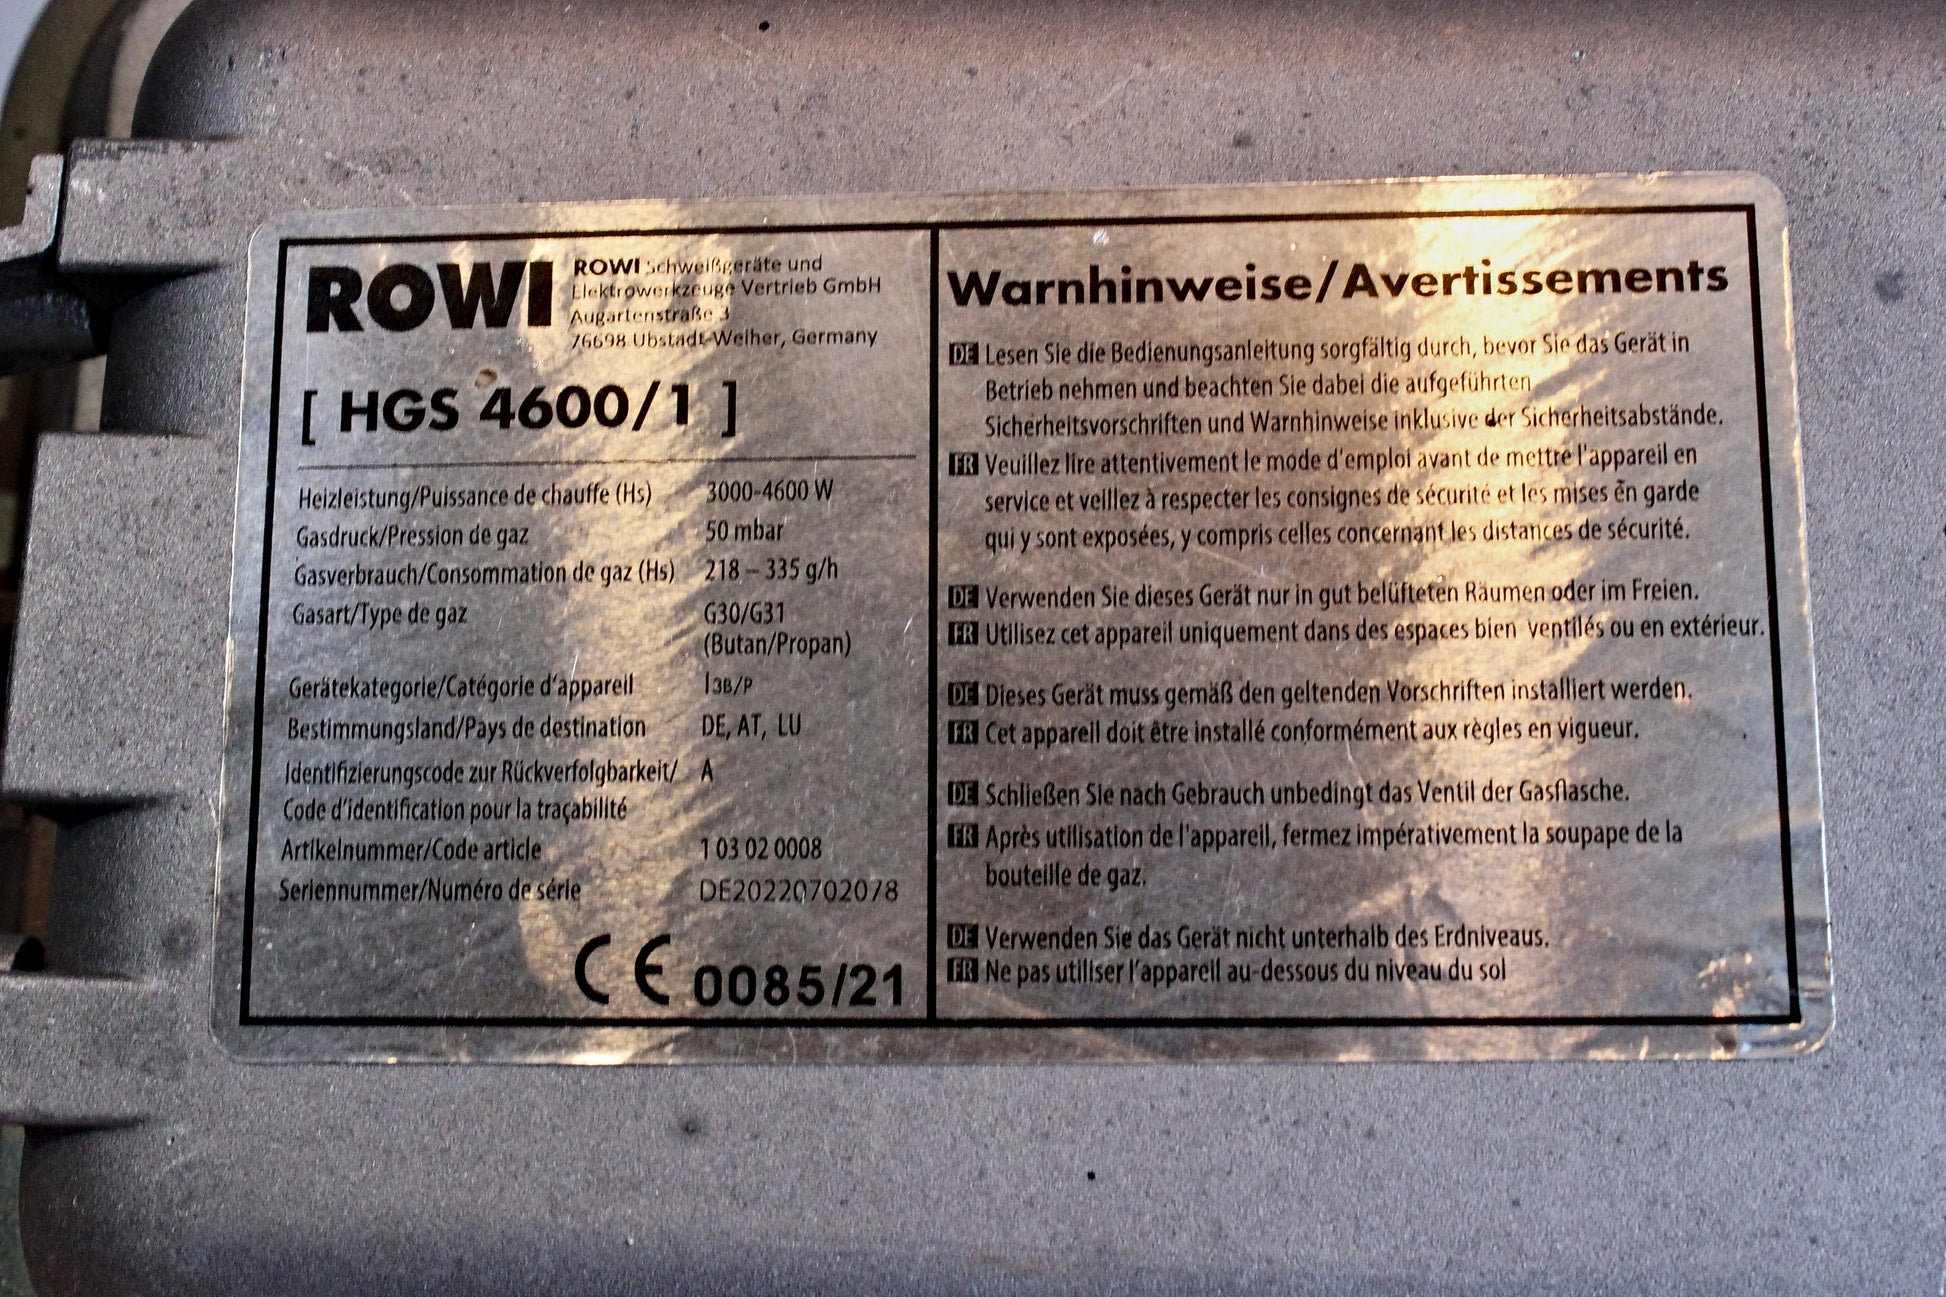 ROWI
ROWI Schweißgeräte und
Elektrowerkzeuge Vertrieb GmbH
Augartenstraße 3
76698 Ubstadt-Weiher, Germany
[ HGS 4600/1 ]
Heizleistung/Puissance de chauffe (Hs) 3000-4600 W
Gasdruck/Pression de gaz 50 mbar
Gasverbrauch/Consommation de gaz (Hs) 218 – 335 g/h
Gasart/Type de gaz G30/G31
(Butan/Propan)
Gerätekategorie/Catégorie d'appareil I3B/P
Bestimmungsland/Pays de destination DE, AT, LU
Identifizierungscode zur Rückverfolgbarkeit/ A
Code d'identification pour la traçabilité
Artikelnummer/Code article 1 03 02 0008
Seriennummer/Numéro de série DE20220702078
CE 0085/21
Warnhinweise/Avertissements
DE Lesen Sie die Bedienungsanleitung sorgfältig durch, bevor Sie das Gerät in
Betrieb nehmen und beachten Sie dabei die aufgeführten
Sicherheitsvorschriften und Warnhinweise inklusive der Sicherheitsabstände.
FR Veuillez lire attentivement le mode d'emploi avant de mettre l'appareil en
service et veillez à respecter les consignes de sécurité et les mises en garde
qui y sont exposées, y compris celles concernant les distances de sécurité.
DE Verwenden Sie dieses Gerät nur in gut belüfteten Räumen oder im Freien.
FR Utilisez cet appareil uniquement dans des espaces bien ventilés ou en extérieur.
DE Dieses Gerät muss gemäß den geltenden Vorschriften installiert werden.
FR Cet appareil doit être installé conformément aux règles en vigueur.
DE Schließen Sie nach Gebrauch unbedingt das Ventil der Gasflasche.
FR Après utilisation de l'appareil, fermez impérativement la soupape de la
bouteille de gaz.
DE Verwenden Sie das Gerät nicht unterhalb des Erdniveaus.
FR Ne pas utiliser l'appareil au-dessous du niveau du sol